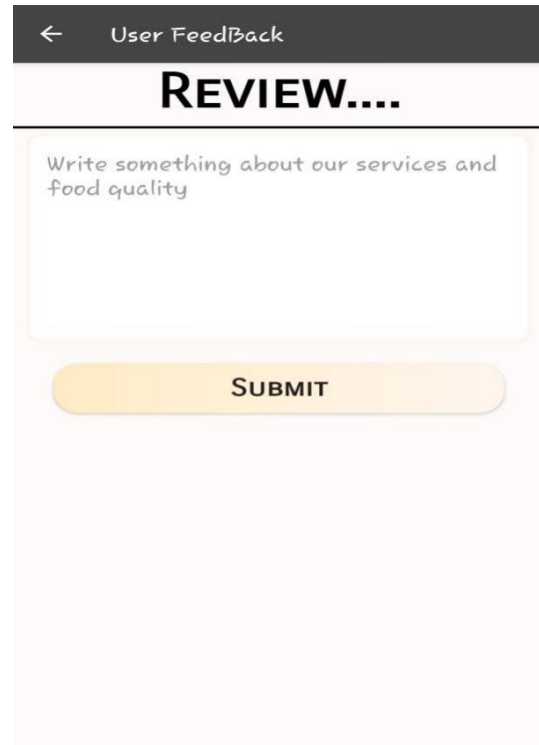 User FeedBack
REVIEW....
Write something about our services and
food quality
SUBMIT